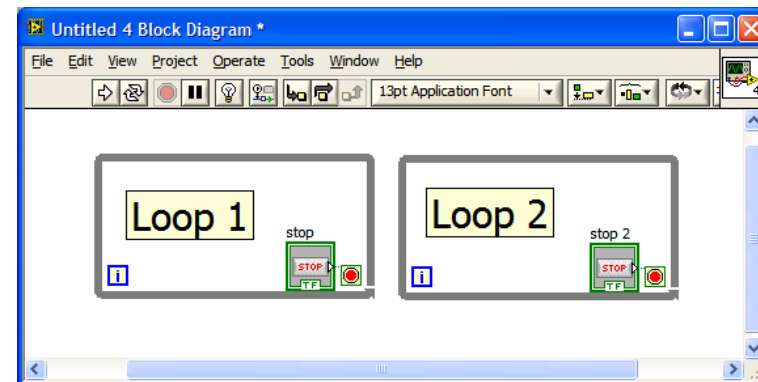 Untitled 4 Block Diagram *
File Edit View Project Operate Tools Window Help
13pt Application Font
4
Loop 1
stop
STOP
TF
i
Loop 2
stop 2
STOP
TF
i